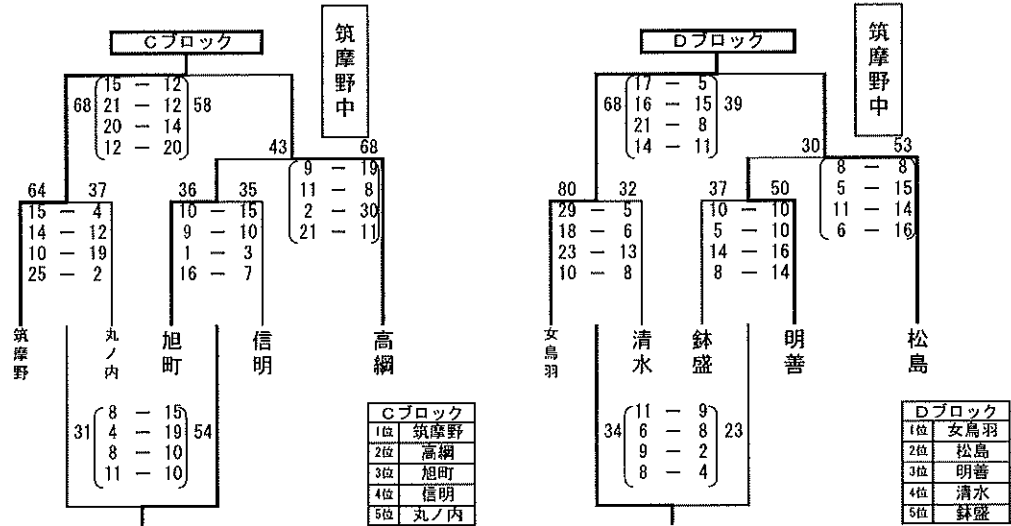 Cブロック
筑摩野中
15 － 12
68 21 － 12 58
20 － 14
12 － 20
43 68
9 － 19
11 － 8
2 － 30
21 － 11
64 37
15 － 4
14 － 12
10 － 19
25 － 2
36 35
10 － 15
9 － 10
1 － 3
16 － 7
筑摩野
丸ノ内
旭町
信明
高綱
8 － 15
31 4 － 19 54
8 － 10
11 － 10
Cブロック
1位 筑摩野
2位 高綱
3位 旭町
4位 信明
5位 丸ノ内
Dブロック
筑摩野中
17 － 5
68 16 － 15 39
21 － 8
14 － 11
30 53
8 － 8
5 － 15
11 － 14
6 － 16
80 32
29 － 5
18 － 6
23 － 13
10 － 8
37 50
10 － 10
5 － 10
14 － 16
8 － 14
女鳥羽
清水
鉢盛
明善
松島
11 － 9
34 6 － 8 23
9 － 2
8 － 4
Dブロック
1位 女鳥羽
2位 松島
3位 明善
4位 清水
5位 鉢盛